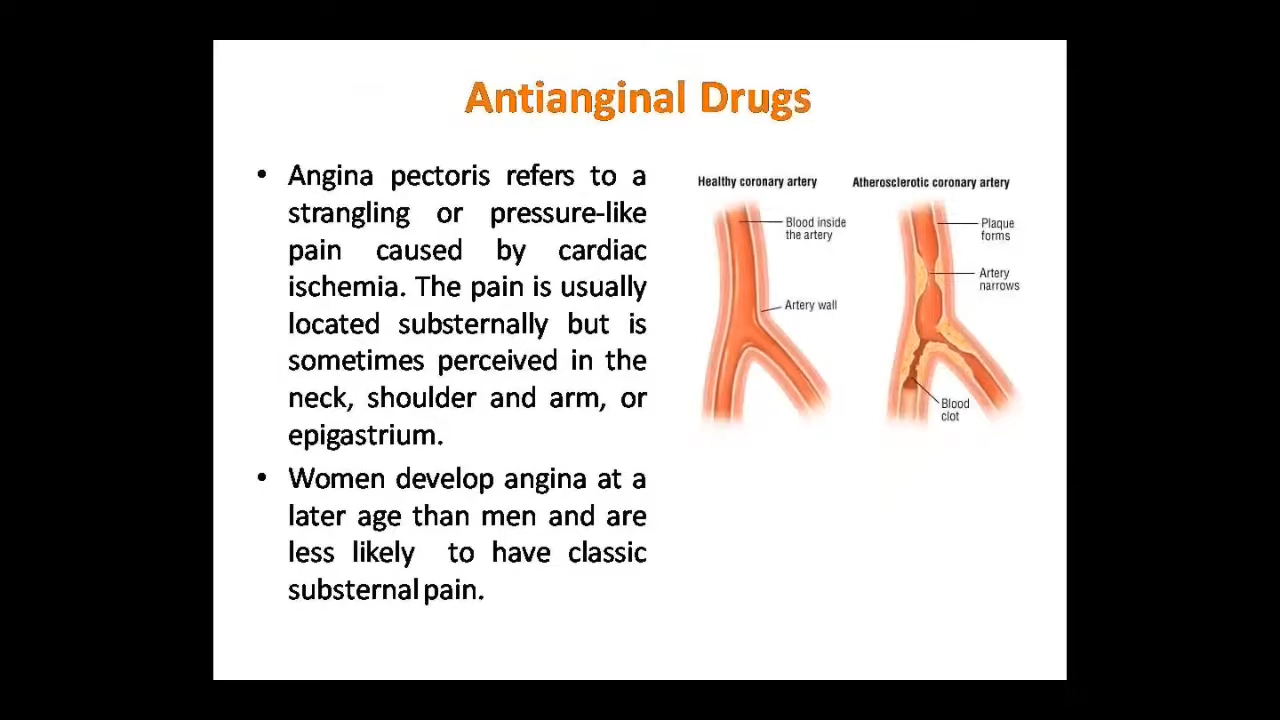 Antianginal Drugs
• Angina pectoris refers to a
strangling or pressure-like
pain caused by cardiac
ischemia. The pain is usually
located substernally but is
sometimes perceived in the
neck, shoulder and arm, or
epigastrium.
• Women develop angina at a
later age than men and are
less likely to have classic
substernal pain.
Healthy coronary artery
Blood inside
the artery
Artery wall
Atherosclerotic coronary artery
Plaque
forms
Artery
narrows
Blood
clot